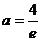 a = 4/e